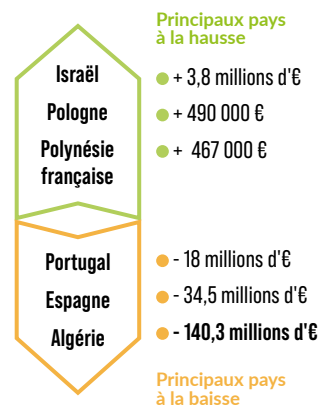 Principaux pays
à la hausse
Israël + 3,8 millions d'€
Pologne + 490 000 €
Polynésie + 467 000 €
française
Portugal - 18 millions d'€
Espagne - 34,5 millions d'€
Algérie - 140,3 millions d'€
Principaux pays
à la baisse